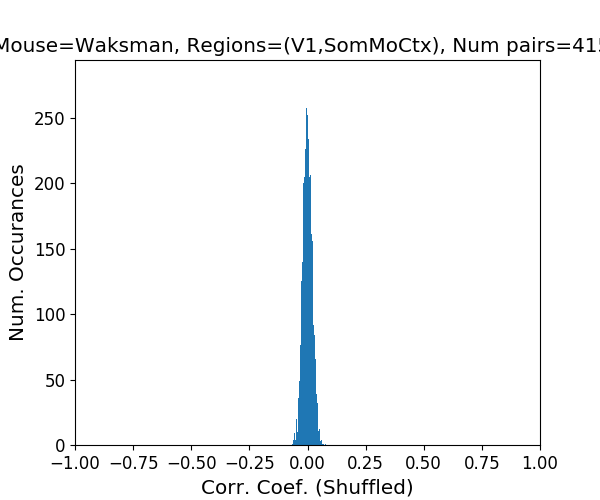 Mouse=Waksman, Regions=(V1,SomMoCtx), Num pairs=415
Num. Occurances
250
200
150
100
50
0
−1.00 −0.75 −0.50 −0.25 0.00 0.25 0.50 0.75 1.00
Corr. Coef. (Shuffled)